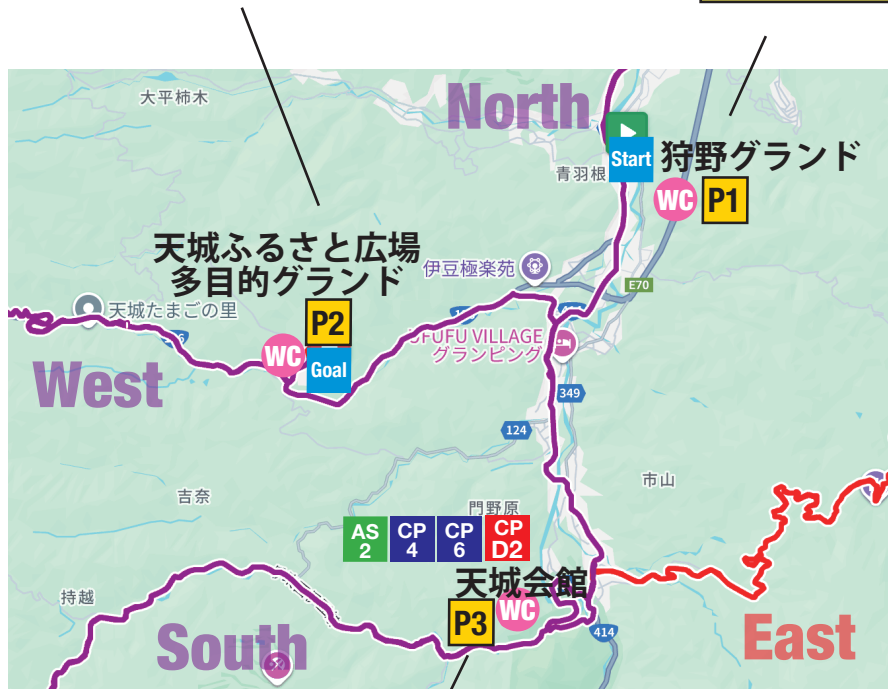 大平柿木
North
Start
狩野グランド
青羽根
WC
P1
天城ふるさと広場
多目的グランド
伊豆極楽苑
E70
天城たまごの里
P2
UFUFU VILLAGE
グランピング
WC
Goal
West
349
124
市山
吉奈
門野原
AS
2
CP
4
CP
6
CP
D2
天城会館
持越
WC
P3
South
414
East